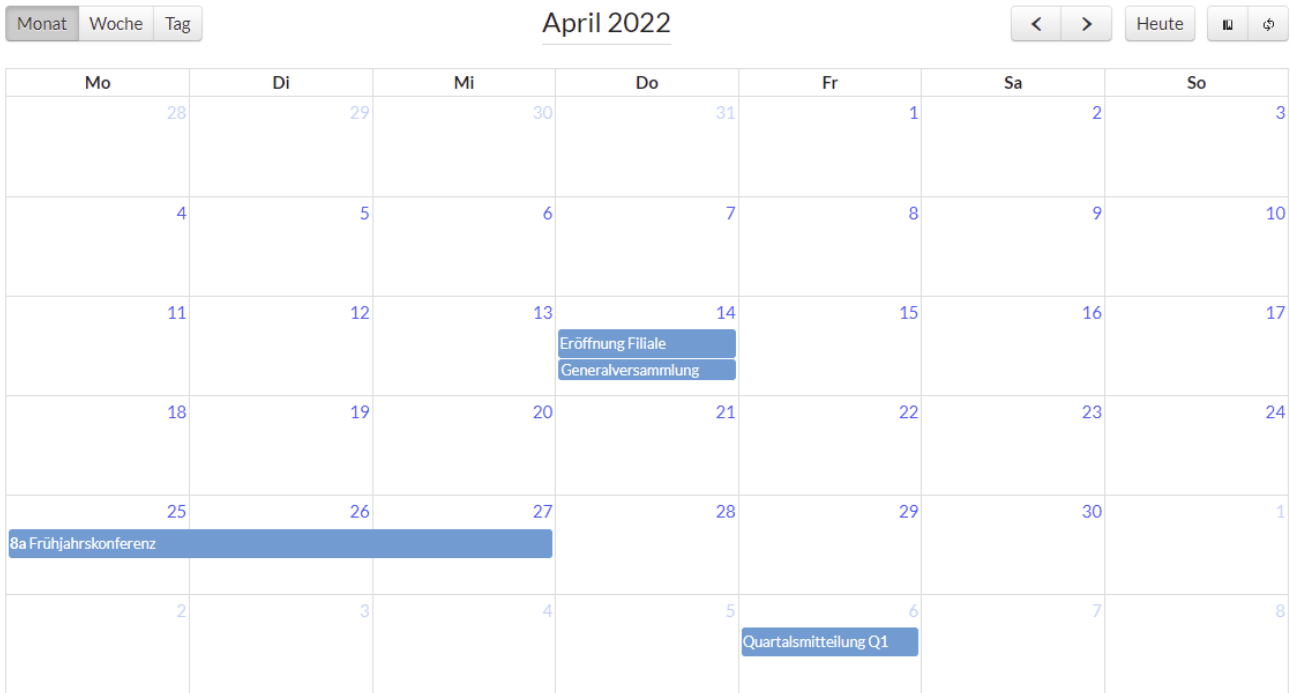 Monat Woche Tag April 2022 Heute
Mo Di Mi Do Fr Sa So
28 29 30 31 1 2 3
4 5 6 7 8 9 10
11 12 13 14 15 16 17
Eröffnung Filiale
Generalversammlung
18 19 20 21 22 23 24
25 26 27 28 29 30 1
8a Frühjahrskonferenz
2 3 4 5 6 7 8
Quartalsmitteilung Q1